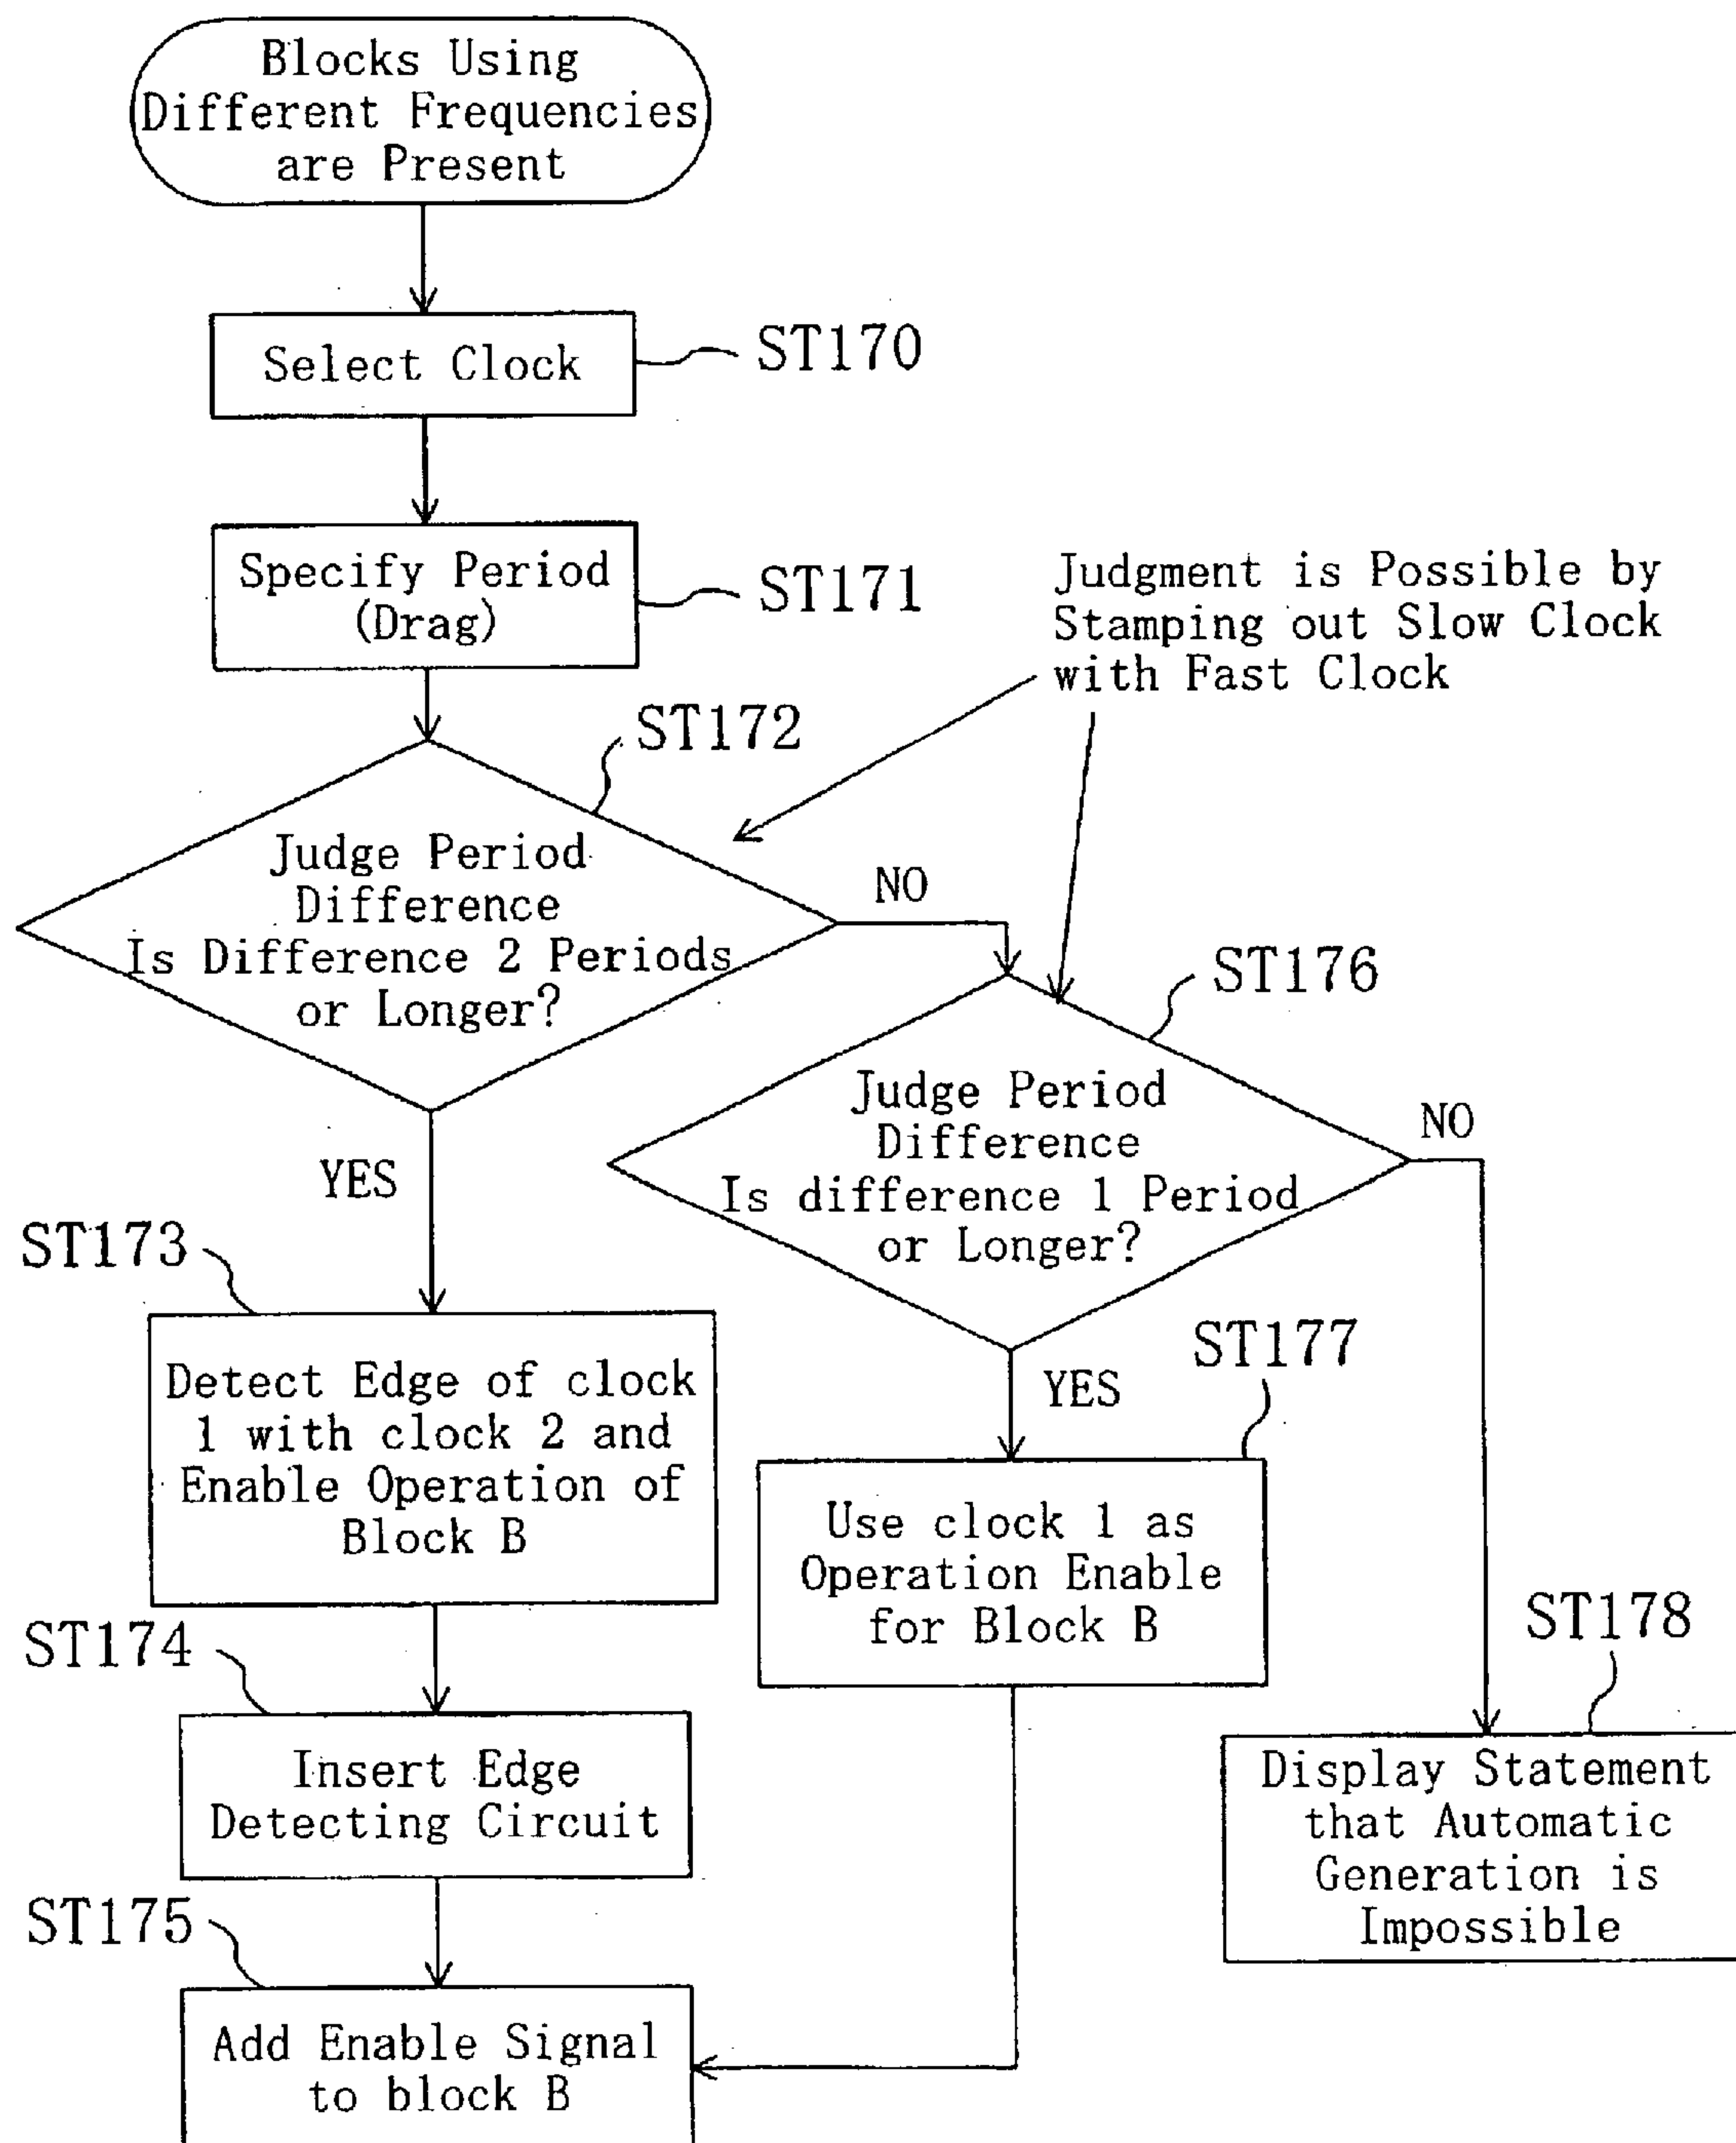 Blocks Using
Different Frequencies
are Present
Select Clock
ST170
Specify Period
(Drag)
ST171
Judgment is Possible by
Stamping out Slow Clock
with Fast Clock
ST172
Judge Period
Difference
Is Difference 2 Periods
or Longer?
NO
YES
ST176
Judge Period
Difference
Is difference 1 Period
or Longer?
NO
YES
ST173
Detect Edge of clock
1 with clock 2 and
Enable Operation of
Block B
ST177
Use clock 1 as
Operation Enable
for Block B
ST174
Insert Edge
Detecting Circuit
ST178
Display Statement
that Automatic
Generation is
Impossible
ST175
Add Enable Signal
to block B